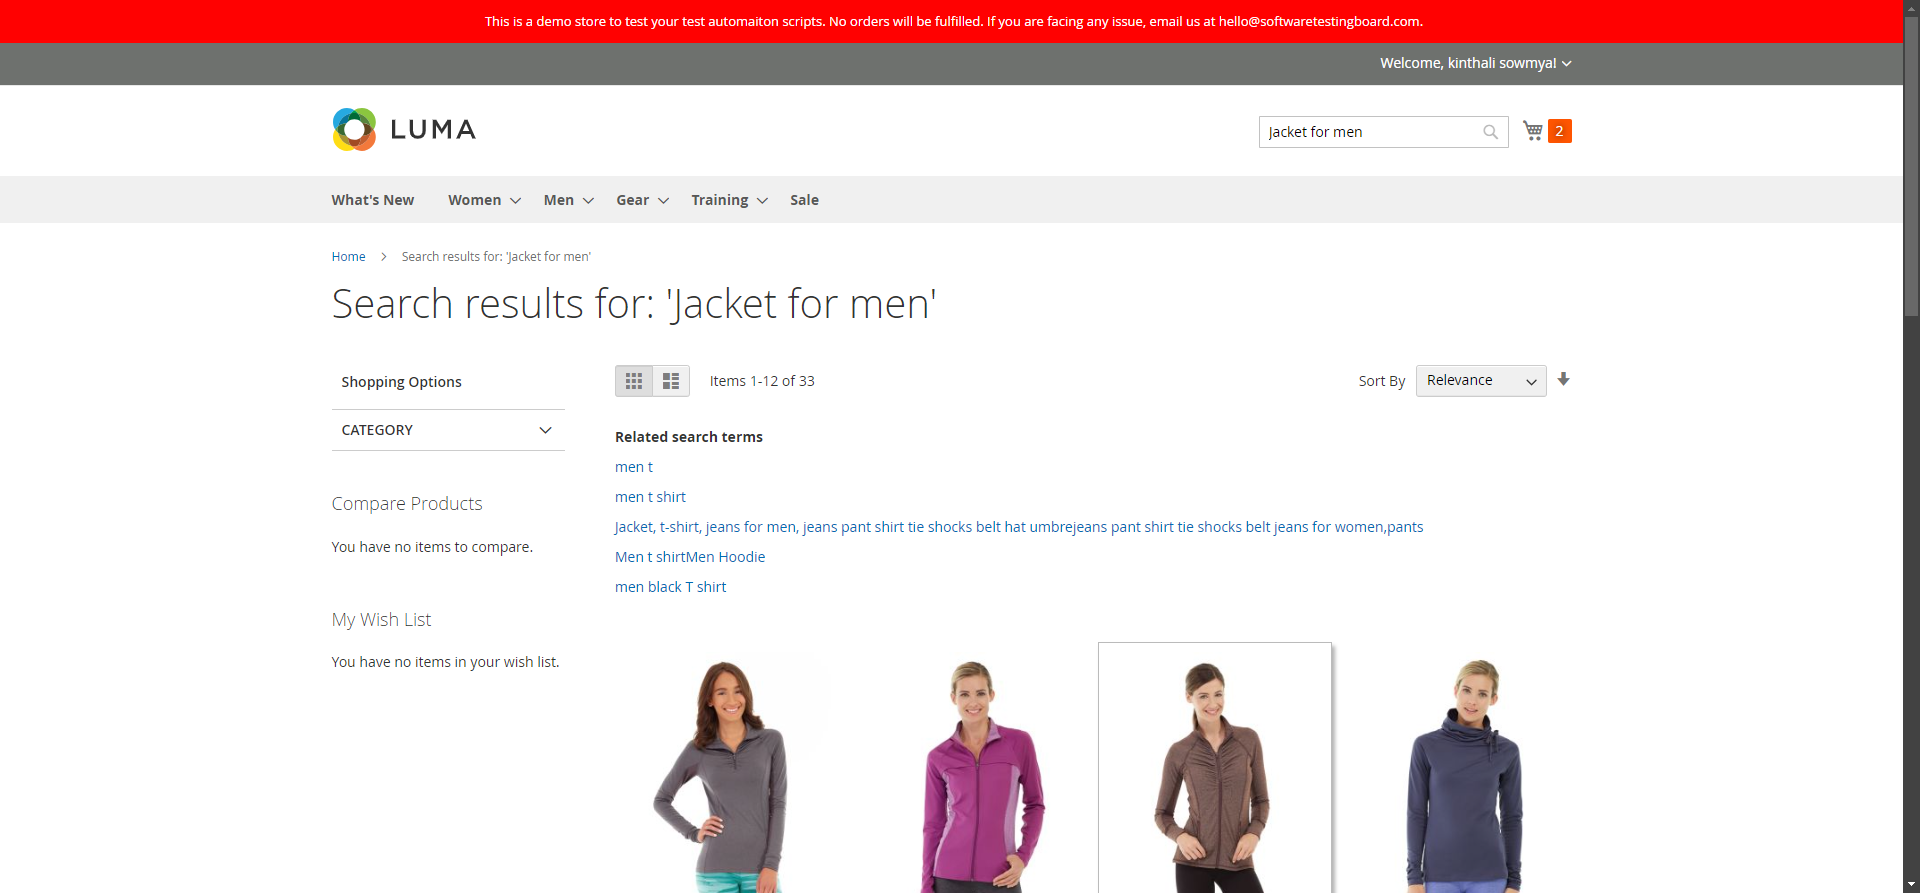 This is a demo store to test your test automaiton scripts. No orders will be fulfilled. If you are facing any issue, email us at hello@softwaretestingboard.com.
Welcome, kinthali sowmya!
LUMA
Jacket for men
2
What's New
Women
Men
Gear
Training
Sale
Home
Search results for: 'Jacket for men'
Search results for: 'Jacket for men'
Shopping Options
Items 1-12 of 33
Sort By
Relevance
CATEGORY
Related search terms
men t
men t shirt
Jacket, t-shirt, jeans for men, jeans pant shirt tie shocks belt hat umbrejeans pant shirt tie shocks belt jeans for women,pants
Men t shirtMen Hoodie
men black T shirt
Compare Products
You have no items to compare.
My Wish List
You have no items in your wish list.